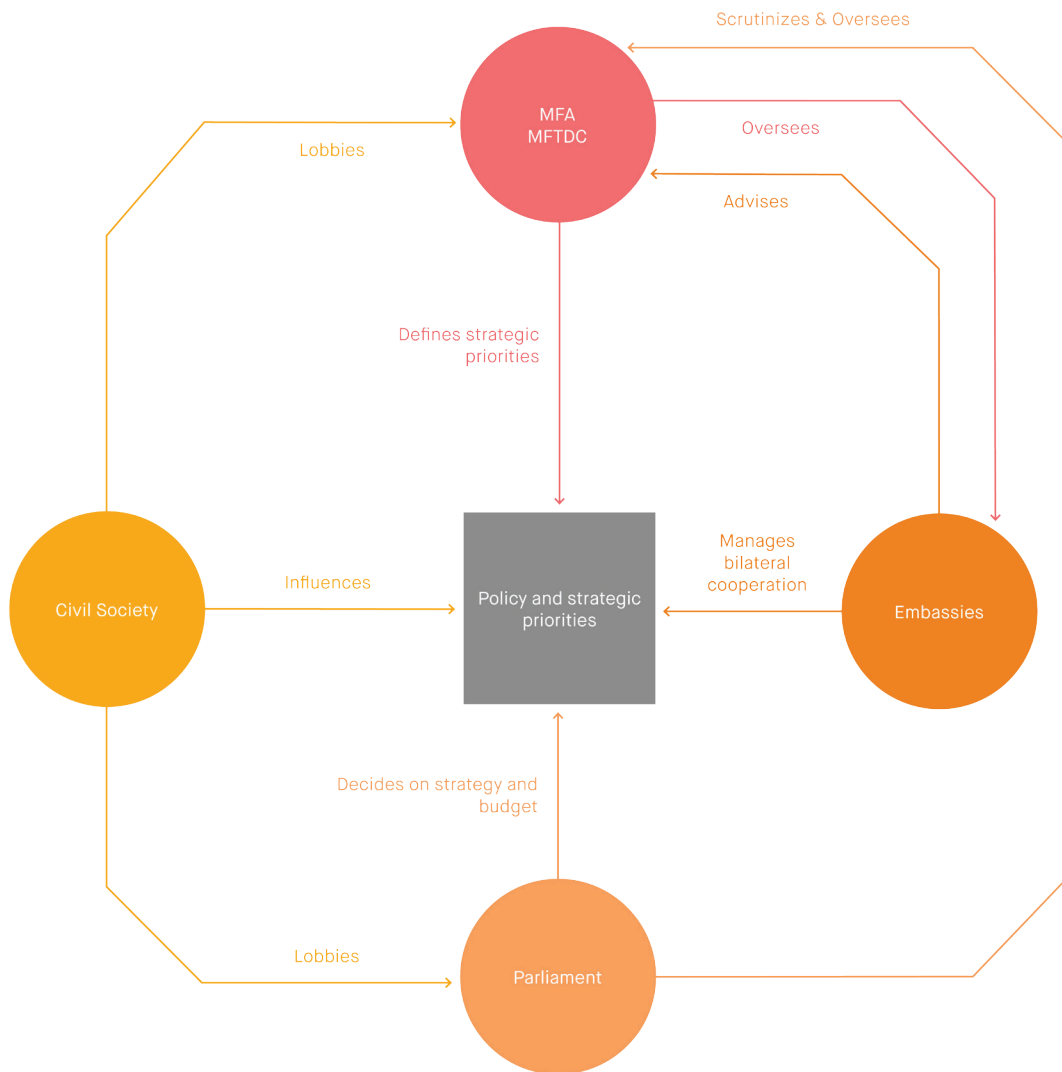 Scrutinizes & Oversees
MFA
MFTDC
Oversees
Lobbies
Advises
Defines strategic
priorities
Manages
bilateral
cooperation
Influences
Civil Society
Policy and strategic
priorities
Embassies
Decides on strategy and
budget
Lobbies
Parliament